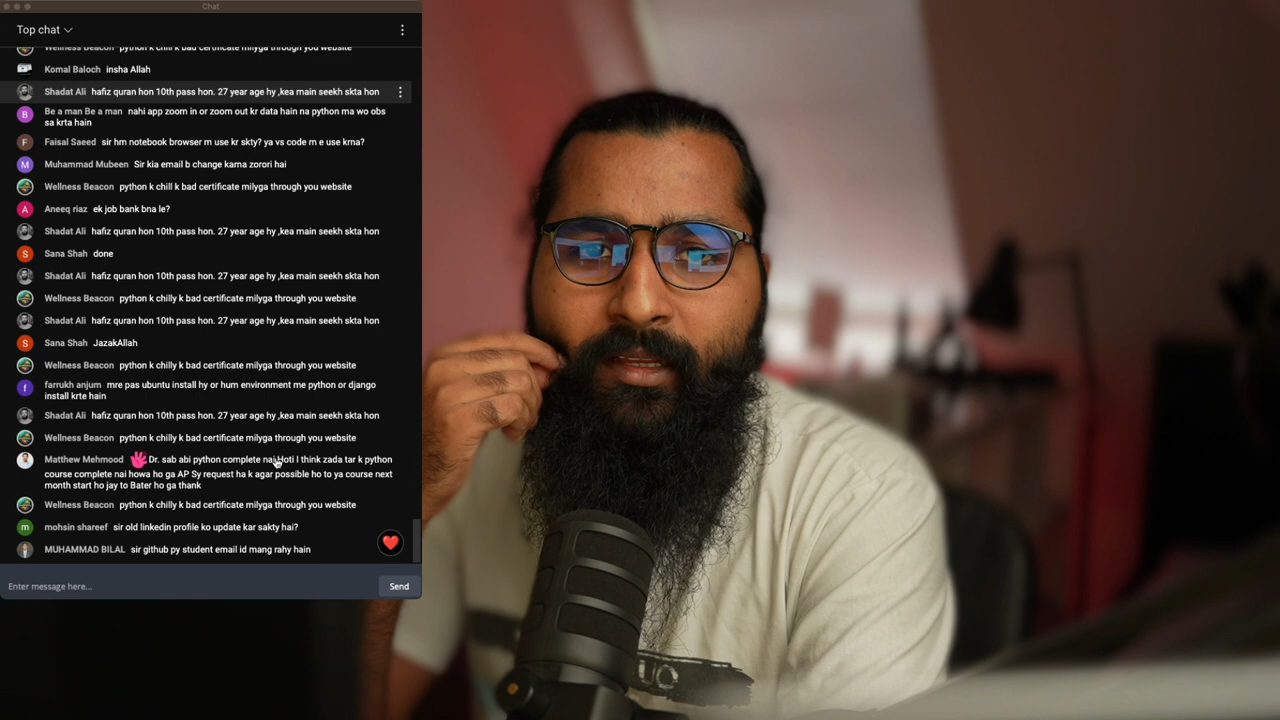 Chat
Top chat
Wellness Beacon python k chill k bad certificate milyga through you website
Komal Baloch insha Allah
Shadat Ali hafiz quran hon 10th pass hon. 27 year age hy ,kea main seekh skta hon
Be a man Be a man nahi app zoom in or zoom out kr data hain na python ma wo obs
sa krta hain
Faisal Saeed sir hm notebook browser m use kr skty? ya vs code m e use krna?
Muhammad Mubeen Sir kia email b change karna zorori hai
Wellness Beacon python k chill k bad certificate milyga through you website
Aneeq riaz ek job bank bna le?
Shadat Ali hafiz quran hon 10th pass hon. 27 year age hy ,kea main seekh skta hon
Sana Shah done
Shadat Ali hafiz quran hon 10th pass hon. 27 year age hy ,kea main seekh skta hon
Wellness Beacon python k chilly k bad certificate milyga through you website
Shadat Ali hafiz quran hon 10th pass hon. 27 year age hy ,kea main seekh skta hon
Sana Shah JazakAllah
Wellness Beacon python k chilly k bad certificate milyga through you website
farrukh anjum mre pas ubuntu install hy or hum environment me python or django
install krte hain
Shadat Ali hafiz quran hon 10th pass hon. 27 year age hy ,kea main seekh skta hon
Wellness Beacon python k chilly k bad certificate milyga through you website
Matthew Mehmood Dr. sab abi python complete nai Hoti I think zada tar k python
course complete nai howa ho ga AP Sy request ha k agar possible ho to ya course next
month start ho jay to Bater ho ga thank
Wellness Beacon python k chilly k bad certificate milyga through you website
mohsin shareef sir old linkedin profile ko update kar sakty hai?
MUHAMMAD BILAL sir github py student email id mang rahy hain
Enter message here...
Send